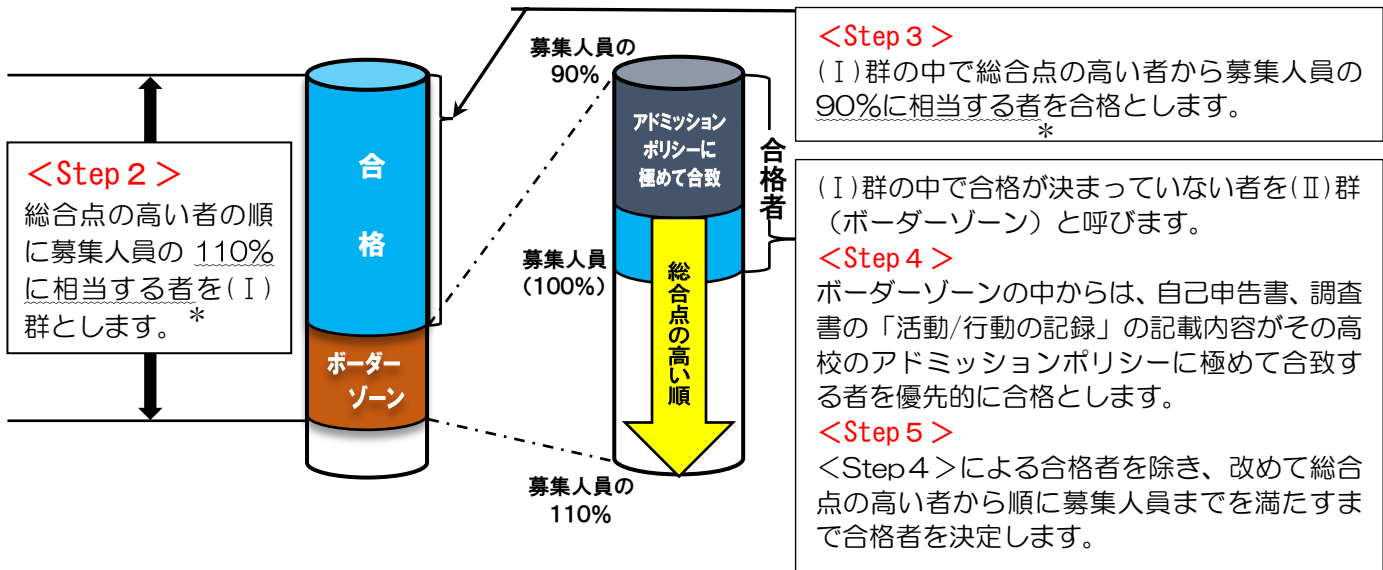 ＜Step２＞
総合点の高い者の順
に募集人員の 110%
に相当する者を(Ⅰ)
群とします。 *
合
格
ボーダー
ゾーン
募集人員の
90%
募集人員
(100%)
募集人員の
110%
アドミッション
ポリシーに
極めて合致
総合点の高い順
合格者
＜Step３＞
(Ⅰ)群の中で総合点の高い者から募集人員の
90%に相当する者を合格とします。
*
(Ⅰ)群の中で合格が決まっていない者を(Ⅱ)群
（ボーダーゾーン）と呼びます。
＜Step４＞
ボーダーゾーンの中からは、自己申告書、調査
書の「活動/行動の記録」の記載内容がその高
校のアドミッションポリシーに極めて合致す
る者を優先的に合格とします。
＜Step５＞
＜Step４＞による合格者を除き、改めて総合
点の高い者から順に募集人員までを満たすま
で合格者を決定します。